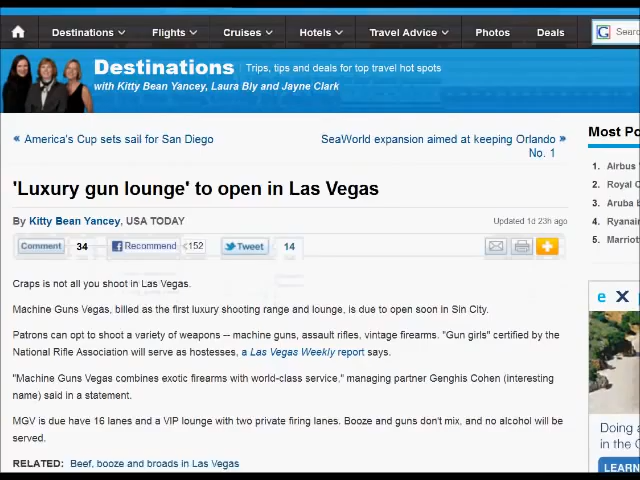 Destinations Flights Cruises Hotels Travel Advice Photos Deals G
Destinations Trips, tips and deals for top travel hot spots
with Kitty Bean Yancey, Laura Bly and Jayne Clark
« America's Cup sets sail for San Diego
SeaWorld expansion aimed at keeping Orlando »
No. 1
'Luxury gun lounge' to open in Las Vegas
By Kitty Bean Yancey, USA TODAY
Updated 1d 23h ago
Comment 34 Recommend 152 Tweet 14
Craps is not all you shoot in Las Vegas.
Machine Guns Vegas, billed as the first luxury shooting range and lounge, is due to open soon in Sin City.
Patrons can opt to shoot a variety of weapons -- machine guns, assault rifles, vintage firearms. "Gun girls" certified by the
National Rifle Association will serve as hostesses, a Las Vegas Weekly report says.
"Machine Guns Vegas combines exotic firearms with world-class service," managing partner Genghis Cohen (interesting
name) said in a statement.
MGV is due have 16 lanes and a VIP lounge with two private firing lanes. Booze and guns don't mix, and no alcohol will be
served.
RELATED: Beef, booze and broads in Las Vegas
Most Po
1. Airbus
2. Royal C
3. Aruba b
4. Ryanair
5. Marriot
e x p
Doing
in the C
LEARN